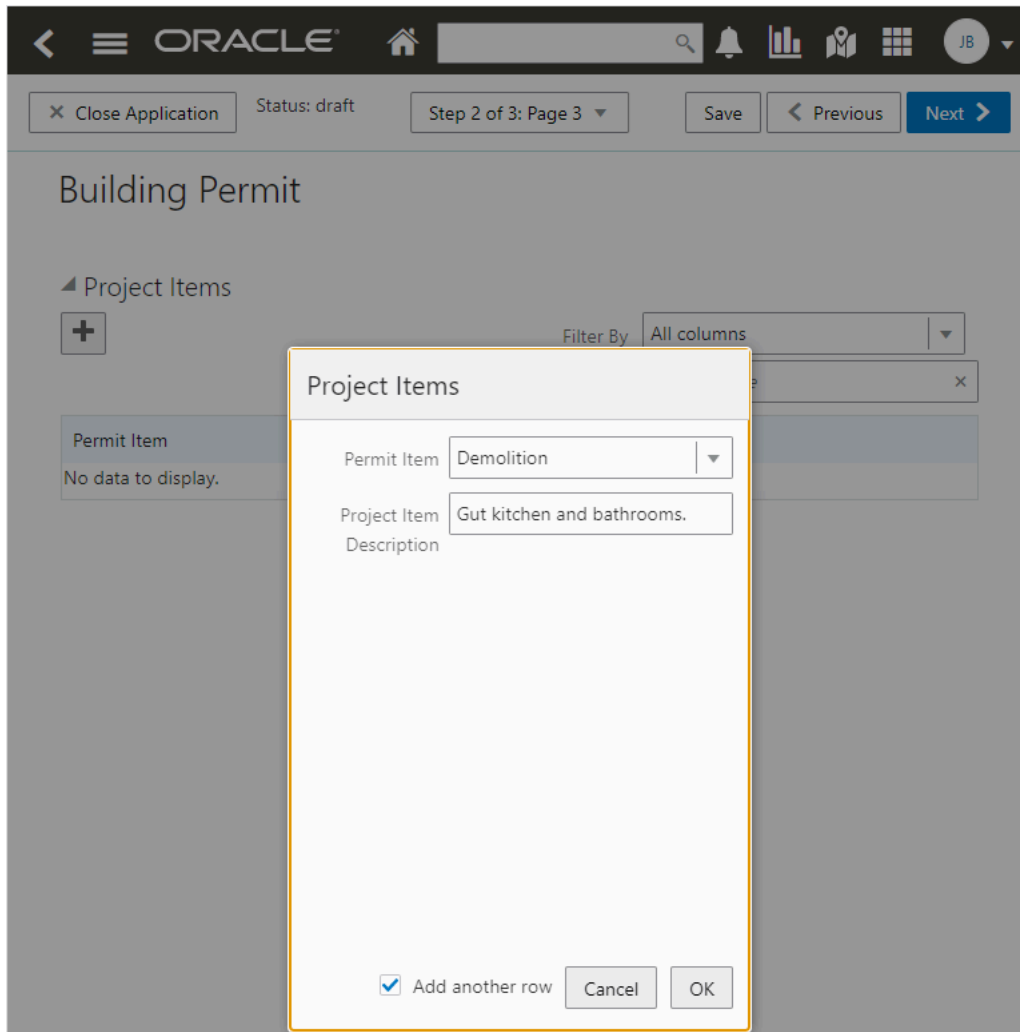 ORACLE
JB
Close Application
Status: draft
Step 2 of 3: Page 3
Save
Previous
Next
Building Permit
Project Items
Filter By All columns
Project Items
Permit Item
No data to display.
Permit Item Demolition
Project Item Gut kitchen and bathrooms.
Description
Add another row
Cancel
OK